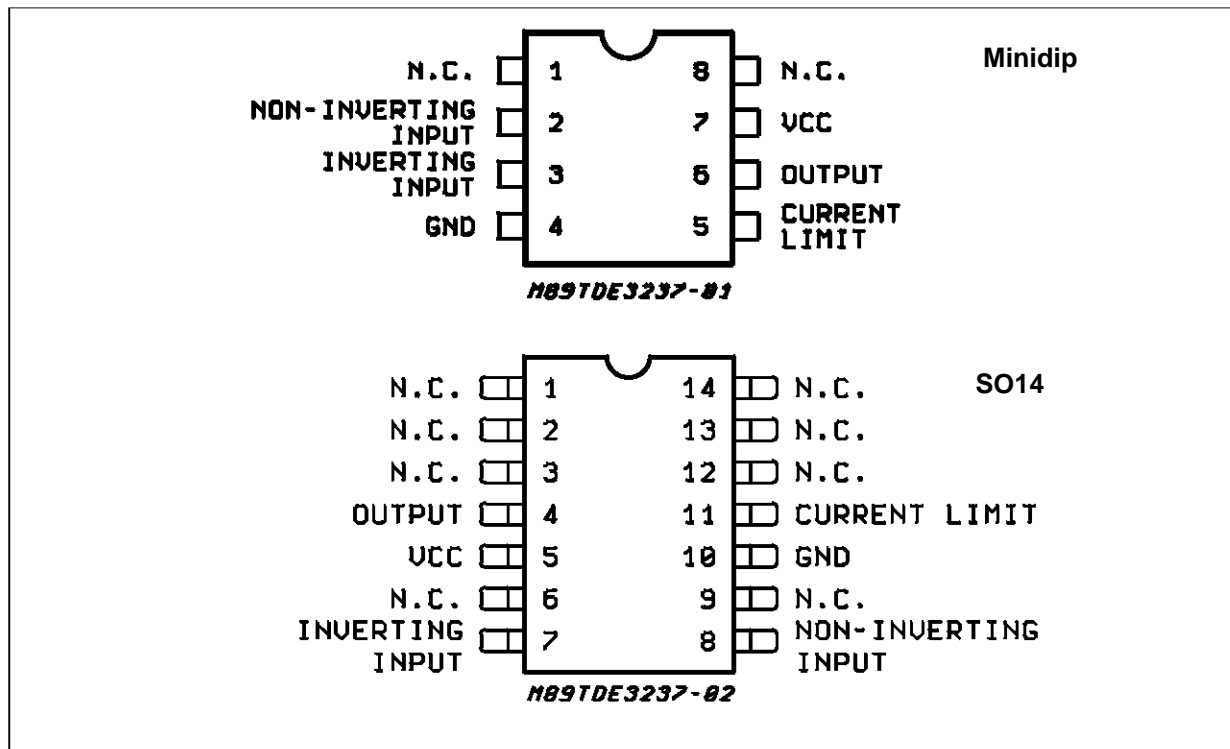 Minidip
N.C. 1 8 N.C.
NON-INVERTING
INPUT 2 7 VCC
INVERTING
INPUT 3 6 OUTPUT
GND 4 5 CURRENT
LIMIT
M89TDE3237-01
SO14
N.C. 1 14 N.C.
N.C. 2 13 N.C.
N.C. 3 12 N.C.
OUTPUT 4 11 CURRENT LIMIT
VCC 5 10 GND
N.C. 6 9 N.C.
INVERTING
INPUT 7 8 NON-INVERTING
INPUT
M89TDE3237-02